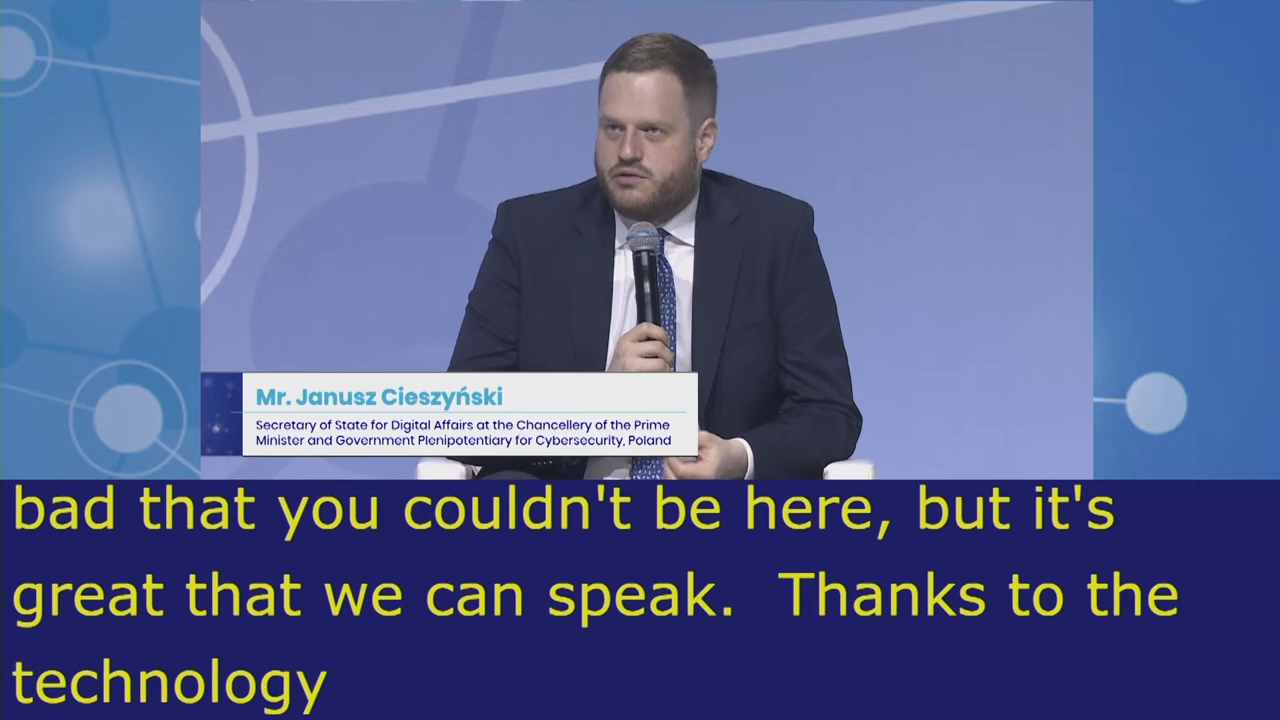 Mr. Janusz Cieszyński
Secretary of State for Digital Affairs at the Chancellery of the Prime
Minister and Government Plenipotentiary for Cybersecurity, Poland
bad that you couldn't be here, but it's
great that we can speak.  Thanks to the
technology